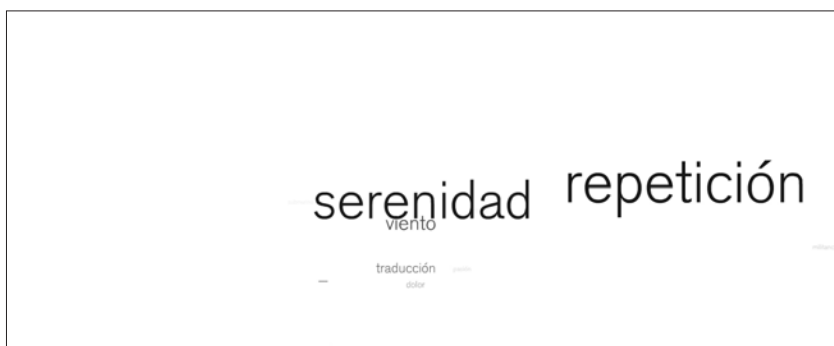 repetición
serenidad
viento
traducción
dolor